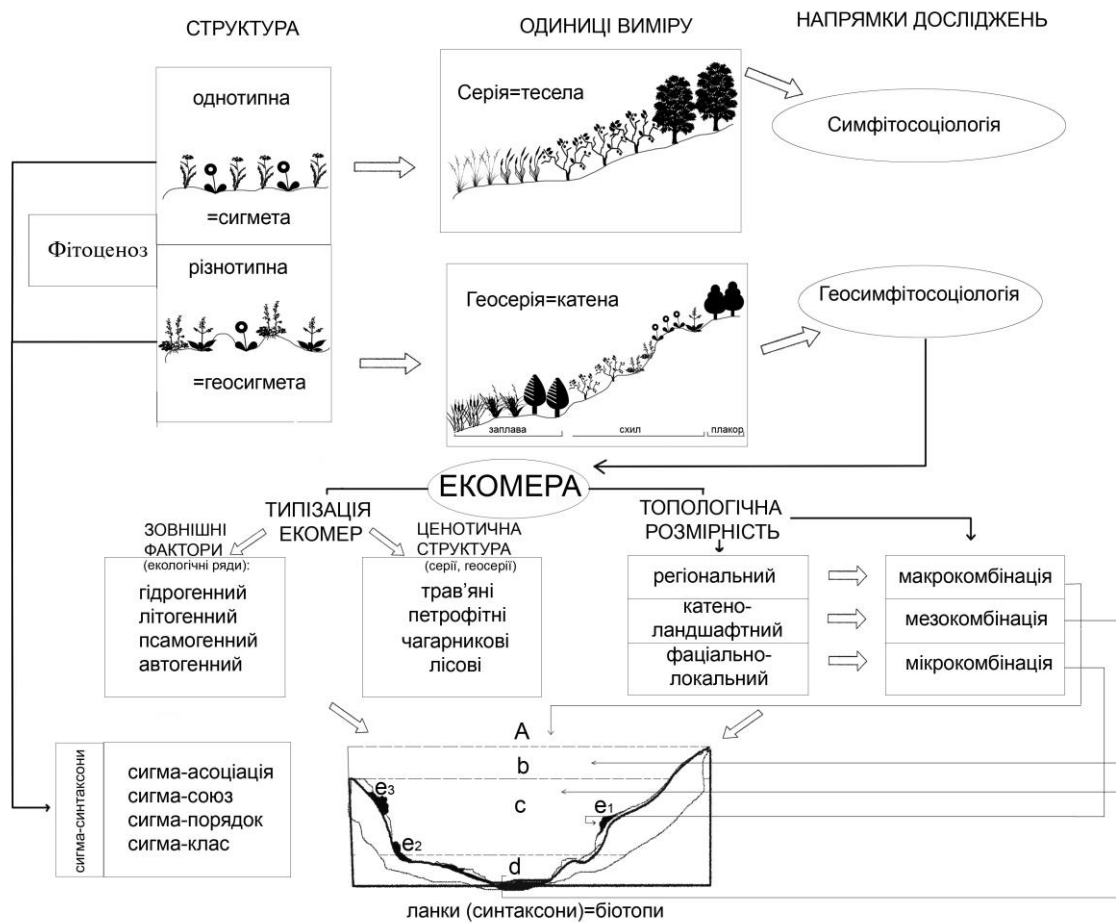 СТРУКТУРА
ОДИНИЦІ ВИМІРУ
НАПРЯМКИ ДОСЛІДЖЕНЬ
однотипна
=сигмета
Фітоценоз
різнотипна
=геосигмета
Серія=тесела
Симфітосоціологія
Геосерія=катена
заплава
схил
плакор
Геосимфітосоціологія
ЕКОМЕРА
ТИПІЗАЦІЯ
ЕКОМЕР
ЗОВНІШНІ
ФАКТОРИ
(екологічні ряди):
гідрогенний
літогенний
псамогенний
автогенний
ЦЕНОТИЧНА
СТРУКТУРА
(серії, геосерії)
трав’яні
петрофітні
чагарникові
лісові
ТОПОЛОГІЧНА
РОЗМІРНІСТЬ
регіональний
катено-
ландшафтний
фаціально-
локальний
макрокомбінація
мезокомбінація
мікрокомбінація
сигма-синтаксони
сигма-асоціація
сигма-союз
сигма-порядок
сигма-клас
A
b
c
d
e3
e2
e1
ланки (синтаксони)=біотопи